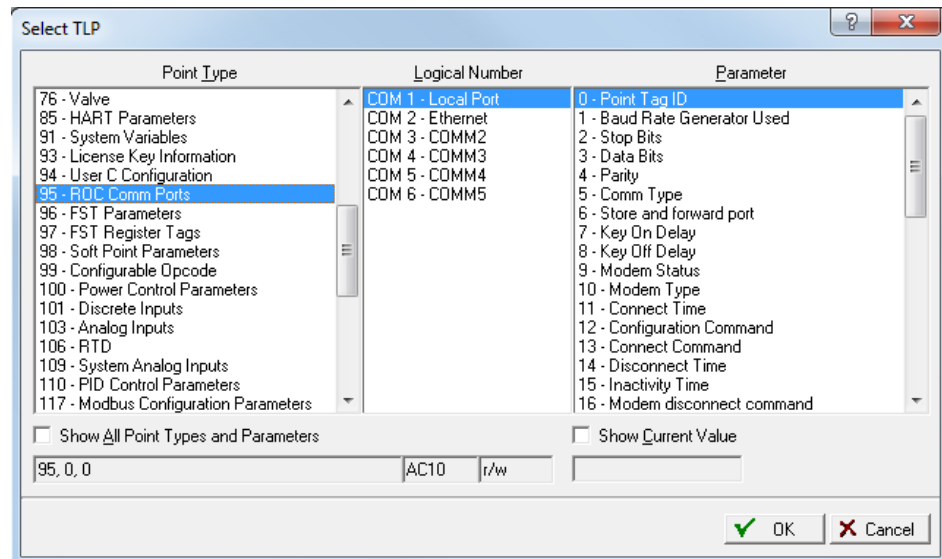 Select TLP
Point Type
76 - Valve
85 - HART Parameters
91 - System Variables
93 - License Key Information
94 - User C Configuration
95 - ROC Comm Ports
96 - FST Parameters
97 - FST Register Tags
98 - Soft Point Parameters
99 - Configurable Opcode
100 - Power Control Parameters
101 - Discrete Inputs
103 - Analog Inputs
106 - RTD
109 - System Analog Inputs
110 - PID Control Parameters
117 - Modbus Configuration Parameters
Logical Number
COM 1 - Local Port
COM 2 - Ethernet
COM 3 - COMM2
COM 4 - COMM3
COM 5 - COMM4
COM 6 - COMM5
Parameter
0 - Point Tag ID
1 - Baud Rate Generator Used
2 - Stop Bits
3 - Data Bits
4 - Parity
5 - Comm Type
6 - Store and forward port
7 - Key On Delay
8 - Key Off Delay
9 - Modem Status
10 - Modem Type
11 - Connect Time
12 - Configuration Command
13 - Connect Command
14 - Disconnect Time
15 - Inactivity Time
16 - Modem disconnect command
Show All Point Types and Parameters
Show Current Value
95, 0, 0
AC10
r/w
OK
Cancel